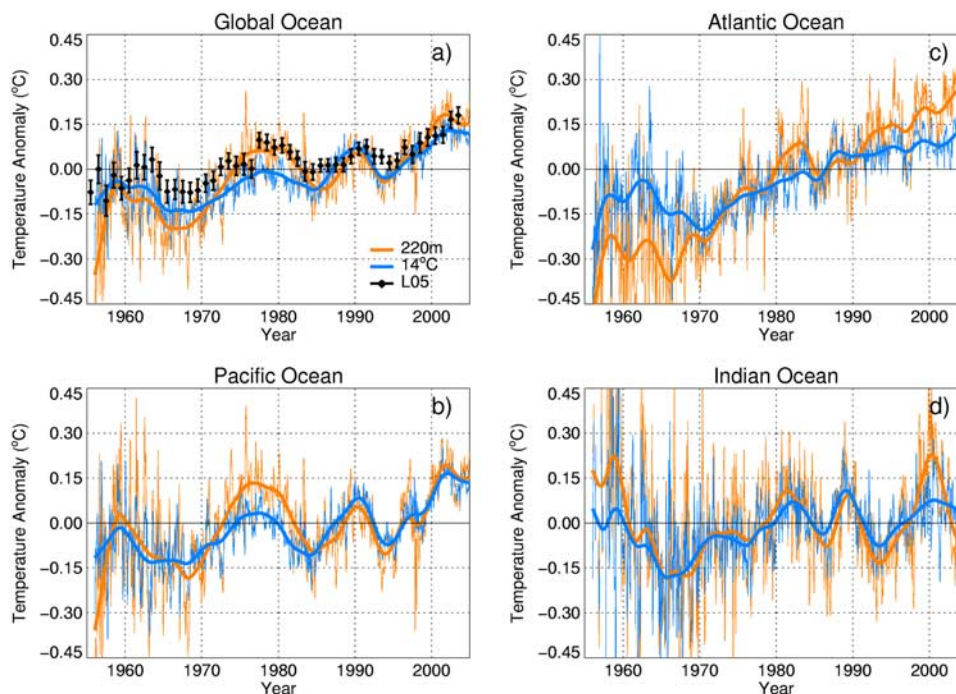 Global Ocean
a)
Temperature Anomaly (°C)
0.45
0.30
0.15
0.00
−0.15
−0.30
−0.45
220m
14°C
L05
1960 1970 1980 1990 2000
Year
Atlantic Ocean
c)
Temperature Anomaly (°C)
0.45
0.30
0.15
0.00
−0.15
−0.30
−0.45
1960 1970 1980 1990 2000
Year
Pacific Ocean
b)
Temperature Anomaly (°C)
0.45
0.30
0.15
0.00
−0.15
−0.30
−0.45
1960 1970 1980 1990 2000
Year
Indian Ocean
d)
Temperature Anomaly (°C)
0.45
0.30
0.15
0.00
−0.15
−0.30
−0.45
1960 1970 1980 1990 2000
Year